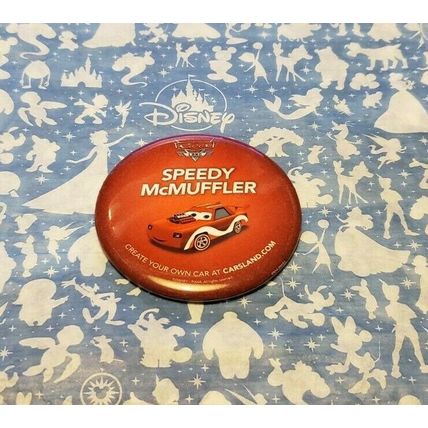 Disney
SPEEDY
McMUFFLER
CREATE YOUR OWN CAR AT CARSLAND.COM